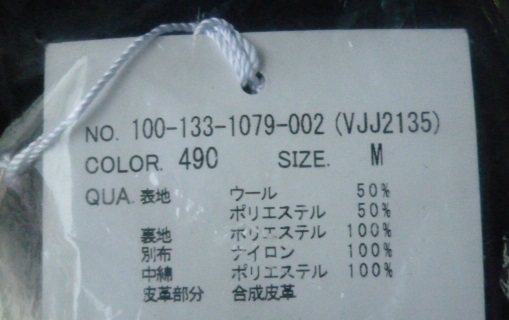 NO. 100-133-1079-002 (VJJ2135)
COLOR. 490 SIZE. M
QUA. 表地 ウール 50%
ポリエステル 50%
裏地 ポリエステル 100%
別布 ナイロン 100%
中綿 ポリエステル 100%
皮革部分 合成皮革